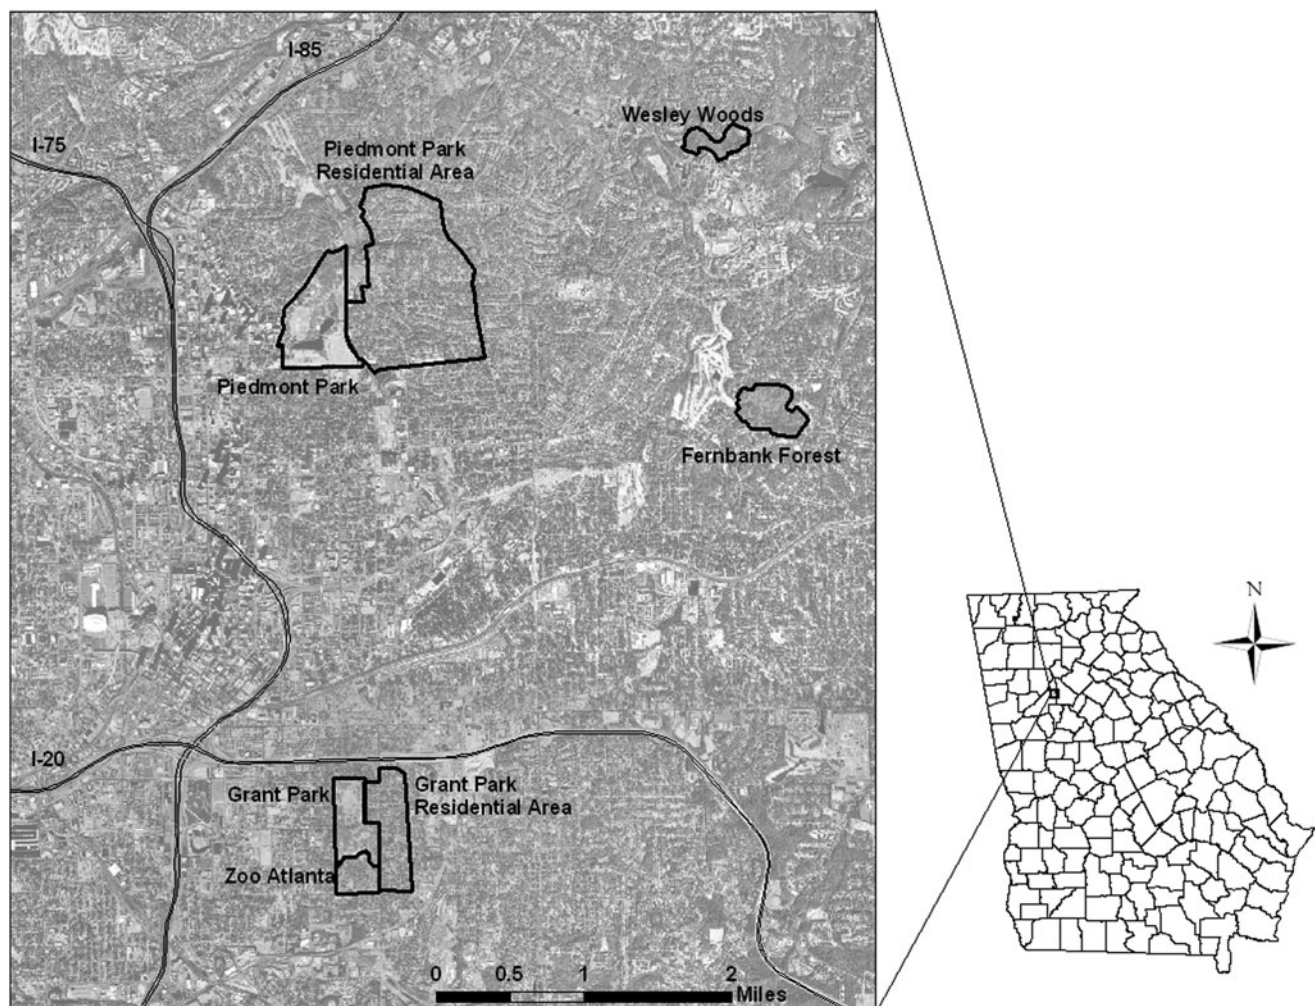 I-85
Wesley Woods
I-75
Piedmont Park
Residential Area
Piedmont Park
Fernbank Forest
N
I-20
Grant Park
Grant Park
Residential Area
Zoo Atlanta
0 0.5 1 2
Miles